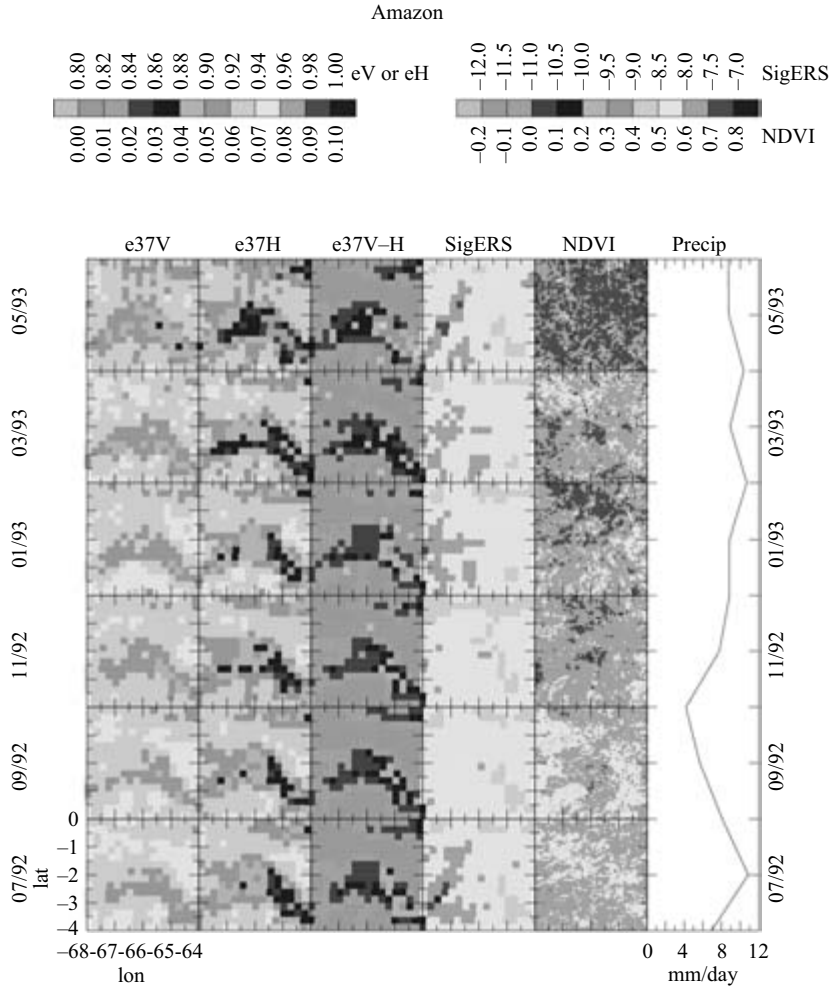 Amazon
0.80 0.82 0.84 0.86 0.88 0.90 0.92 0.94 0.96 0.98 1.00 eV or eH
0.00 0.01 0.02 0.03 0.04 0.05 0.06 0.07 0.08 0.09 0.10
−12.0 −11.5 −11.0 −10.5 −10.0 −9.5 −9.0 −8.5 −8.0 −7.5 −7.0 SigERS
−0.2 −0.1 0.0 0.1 0.2 0.3 0.4 0.5 0.6 0.7 0.8 NDVI
e37V e37H e37V–H SigERS NDVI Precip
05/93 05/93
03/93 03/93
01/93 01/93
11/92 11/92
09/92 09/92
07/92 07/92
0
−1
−2
−3
−4
lat
−68-67-66-65-64
lon
0 4 8 12
mm/day